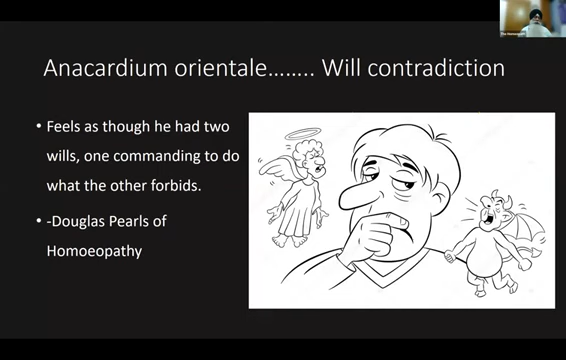 Anacardium orientale........ Will contradiction
• Feels as though he had two
wills, one commanding to do
what the other forbids.
• -Douglas Pearls of
Homoeopathy